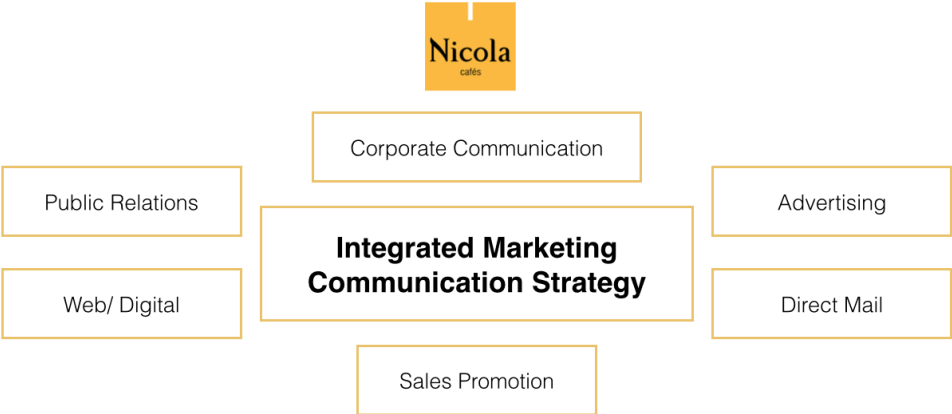 Nicola
cafés
Corporate Communication
Public Relations
Advertising
Integrated Marketing
Communication Strategy
Web/ Digital
Direct Mail
Sales Promotion